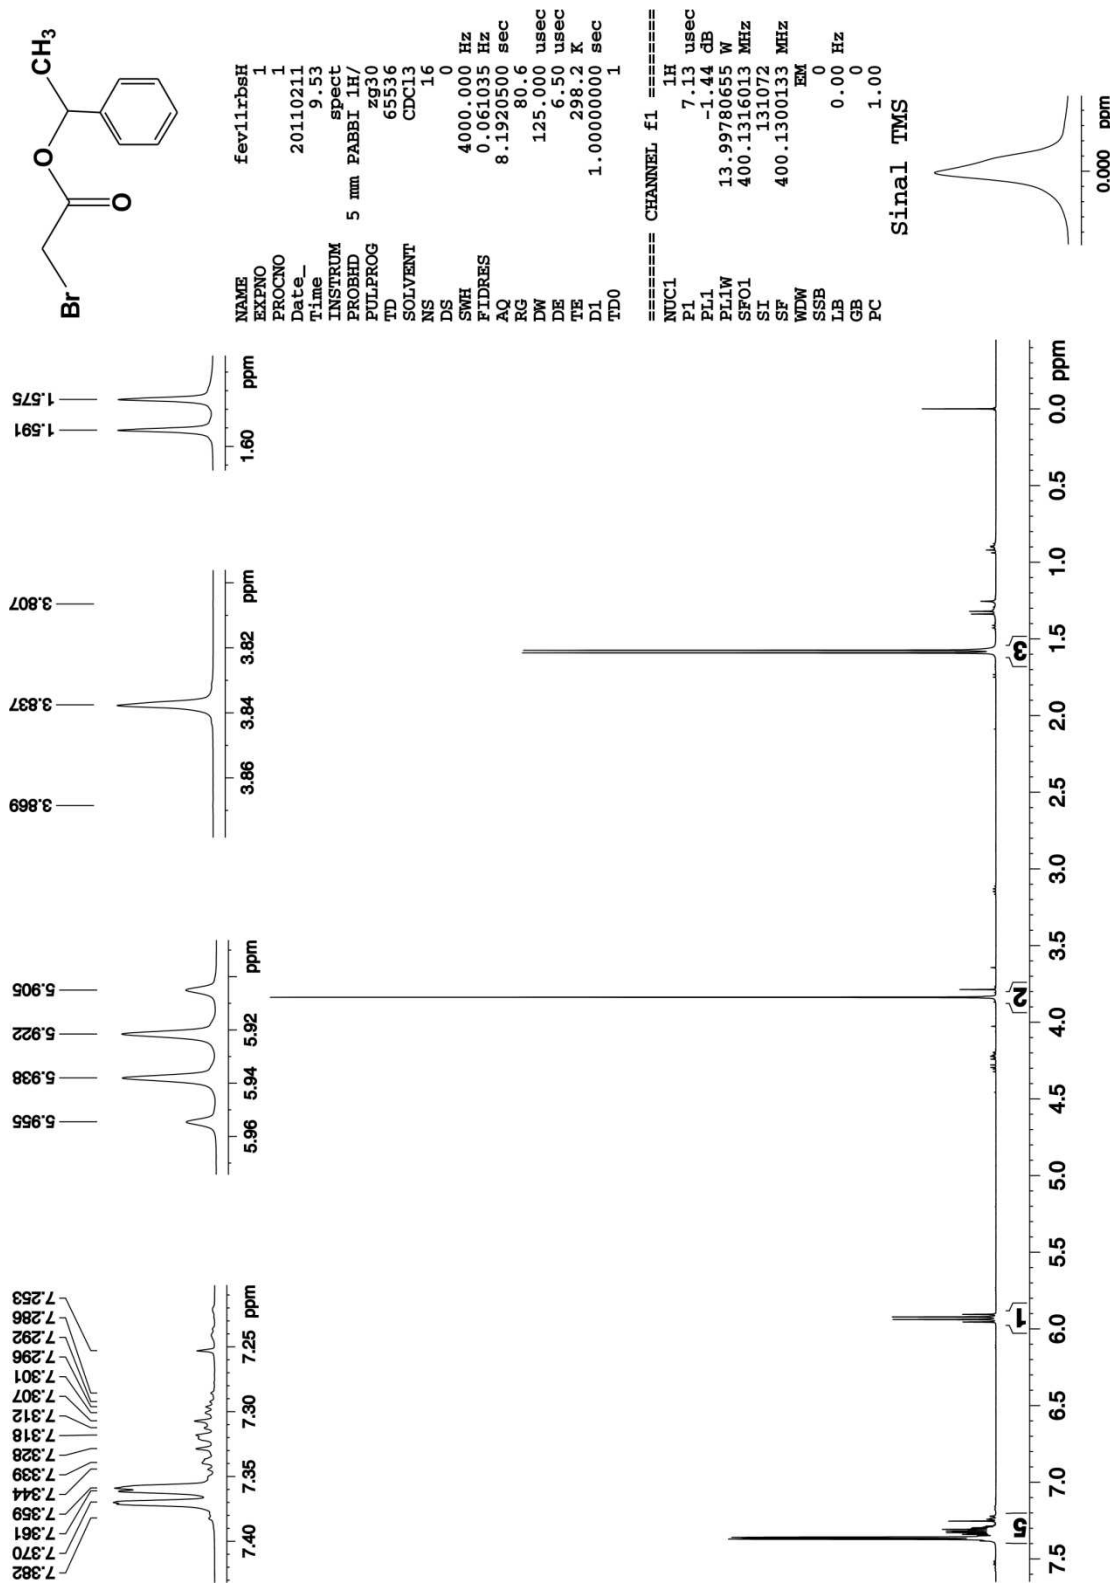 Br
O
O
CH3
NAME fev11rbsH
EXPNO 1
PROCNO 1
Date_ 20110211
Time 9.53
INSTRUM spect
PROBHD 5 mm PABBI 1H/
PULPROG zg30
TD 65536
SOLVENT CDCl3
NS 16
DS 0
SWH 4000.000 Hz
FIDRES 0.061035 Hz
AQ 8.1920500 sec
RG 80.6
DW 125.000 usec
DE 6.50 usec
TE 298.2 K
D1 1.00000000 sec
TD0 1
======== CHANNEL f1 ========
NUC1 1H
P1 7.13 usec
PL1 -1.44 dB
PL1W 13.99780655 W
SFO1 400.1316013 MHz
SI 131072
SF 400.1300133 MHz
WDW EM
SSB 0
LB 0.00 Hz
GB 0
PC 1.00
Sinal TMS
0.000 ppm
7.382
7.370
7.361
7.359
7.344
7.339
7.328
7.318
7.312
7.307
7.301
7.296
7.292
7.286
7.253
7.40 7.35 7.30 7.25 ppm
5.955
5.938
5.922
5.905
5.96 5.94 5.92 ppm
3.869
3.837
3.807
3.86 3.84 3.82 ppm
1.591
1.575
1.60 ppm
5 1 2 3
7.5 7.0 6.5 6.0 5.5 5.0 4.5 4.0 3.5 3.0 2.5 2.0 1.5 1.0 0.5 0.0 ppm